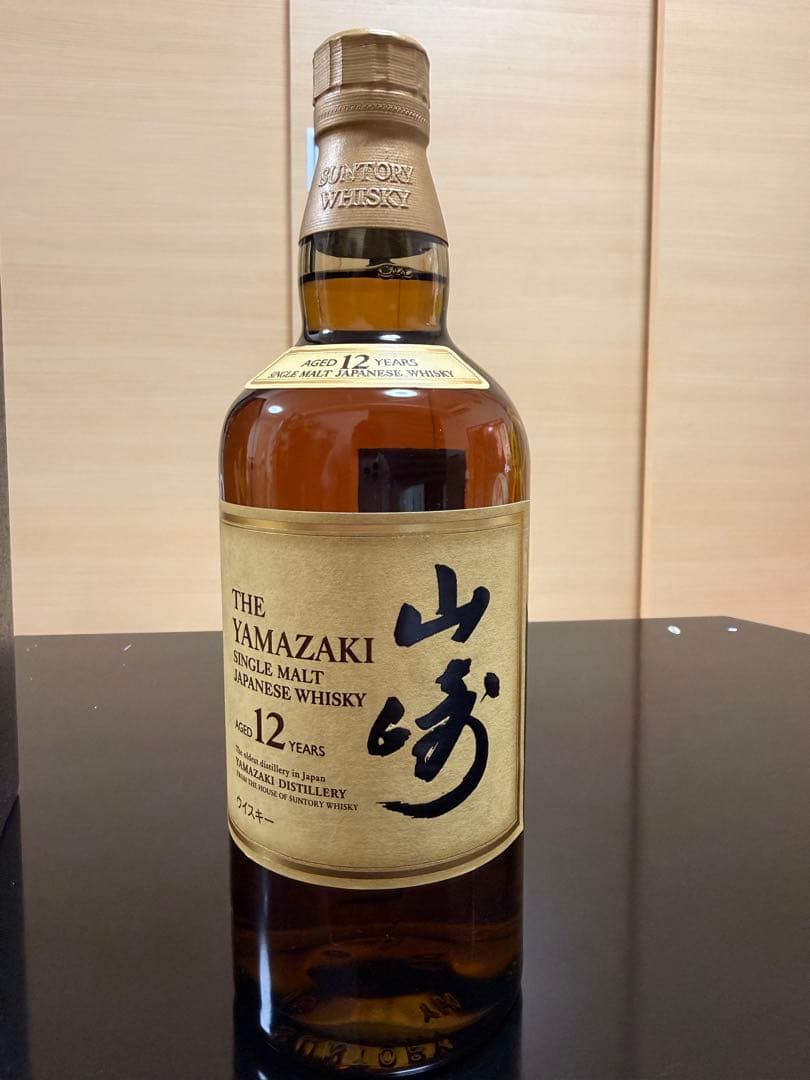 SUNTORY
WHISKY
AGED 12 YEARS
SINGLE MALT JAPANESE WHISKY
THE
YAMAZAKI
SINGLE MALT
JAPANESE WHISKY
AGED 12 YEARS
The oldest distillery in Japan
YAMAZAKI DISTILLERY
FROM THE HOUSE OF SUNTORY WHISKY
ウイスキー
山崎